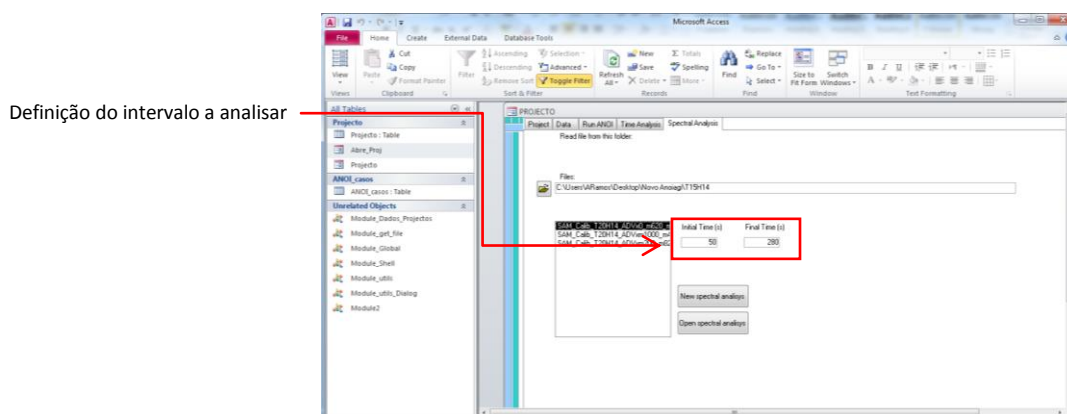 Microsoft Access
File Home Create External Data Database Tools
View
Views
Paste
Cut
Copy
Format Painter
Clipboard
Filter
Ascending
Descending
Remove Sort
Selection
Advanced
Toggle Filter
Sort & Filter
Refresh All
New
Save
Delete
Totals
Spelling
More
Records
Find
Replace
Go To
Select
Find
Size to Fit Form
Switch Windows
Window
Text Formatting
Definição do intervalo a analisar
All Tables
Projecto
Projecto : Table
Abre_Proj
Projecto
ANOI_casos
ANOI_casos : Table
Unrelated Objects
Module_Dados_Projectos
Module_get_file
Module_Global
Module_Shell
Module_utils
Module_utils_Dialog
Module2
PROJECTO
Project Data Run ANOI Time Analysis Spectral Analysis
Read file from this folder:
Files:
C:\Users\ARamos\Desktop\Novo Anoiagi\T15H14
Initial Time (s) Final Time (s)
50 280
New spectral analisys
Open spectral analisys